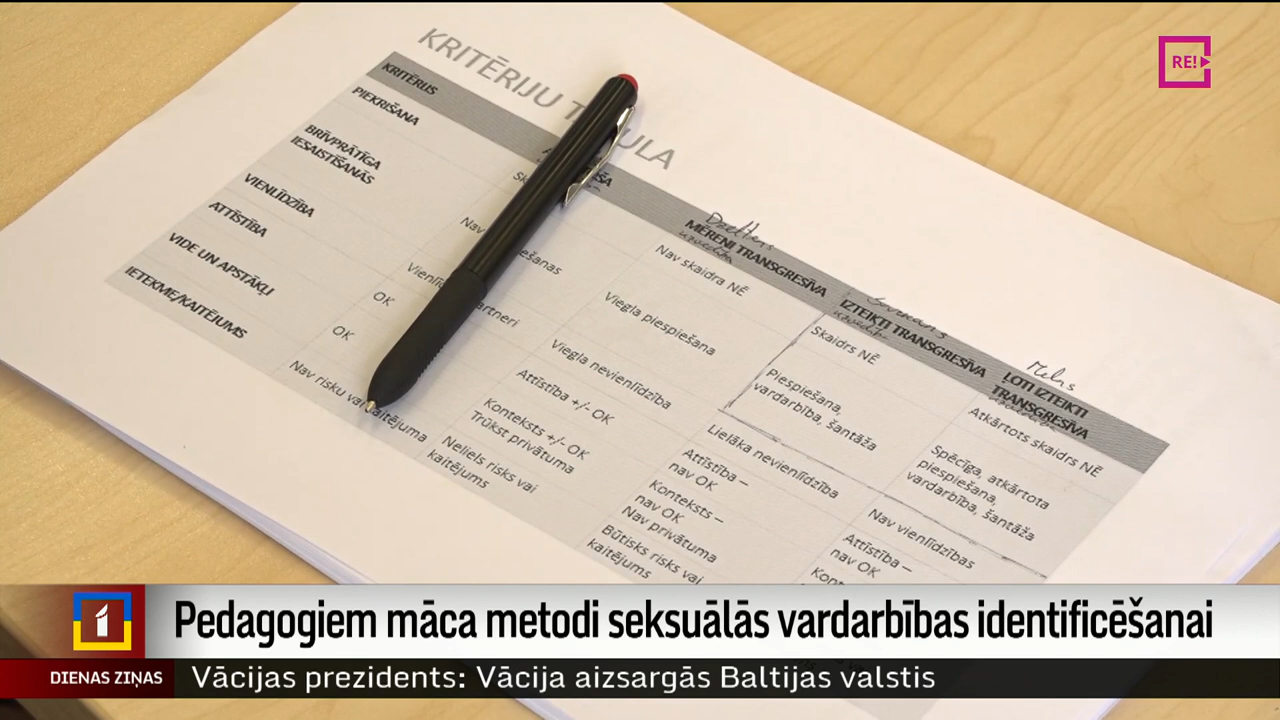 RE!
KRITĒRIJU
KRITĒRIJS
MĒRENI TRANSGRESĪVA
IZTEIKTI TRANSGRESĪVA
ĻOTI IZTEIKTI
TRANSGRESĪVA
PIEKRIŠANA
Nav skaidra NĒ
Skaidrs NĒ
Atkārtots skaidrs NĒ
BRĪVPRĀTĪGA
IESAISTĪŠANĀS
Nav
Viegla piespiešana
Piespiešana,
vardarbība, šantāža
Spēcīga, atkārtota
piespiešana,
vardarbība, šantāža
VIENLĪDZĪBA
Viegla nevienlīdzība
Lielāka nevienlīdzība
Nav vienlīdzības
ATTĪSTĪBA
OK
Attīstība +/- OK
Attīstība –
nav OK
Attīstība –
nav OK
VIDE UN APSTĀKĻI
OK
Konteksts +/- OK
Trūkst privātuma
Konteksts –
nav OK
Nav privātuma
IETEKME/KAITĒJUMS
Nav risku vai kaitējuma
Neliels risks vai
kaitējums
Būtisks risks vai
kaitējums
1
Pedagogiem māca metodi seksuālās vardarbības identificēšanai
DIENAS ZIŅAS
Vācijas prezidents: Vācija aizsargās Baltijas valstis